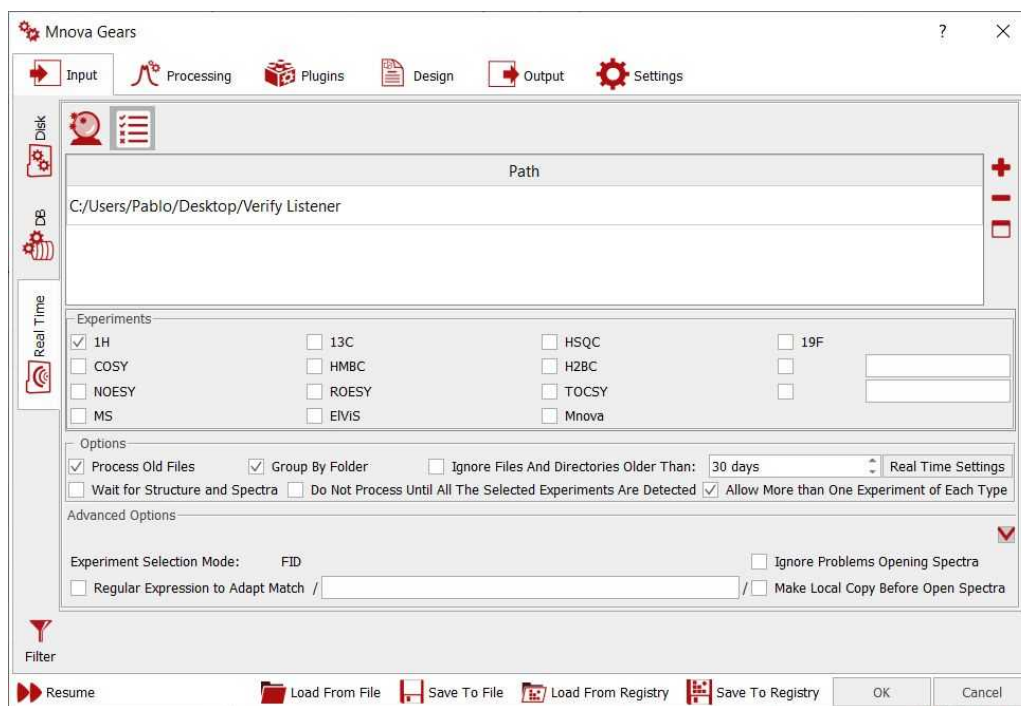 Mnova Gears ?
Input Processing Plugins Design Output Settings
Disk
DB
Real Time
Path
C:/Users/Pablo/Desktop/Verify Listener
Experiments
1H 13C HSQC 19F
COSY HMBC H2BC
NOESY ROESY TOCSY
MS ElViS Mnova
Options
Process Old Files Group By Folder Ignore Files And Directories Older Than: 30 days Real Time Settings
Wait for Structure and Spectra Do Not Process Until All The Selected Experiments Are Detected Allow More than One Experiment of Each Type
Advanced Options
Experiment Selection Mode: FID Ignore Problems Opening Spectra
Regular Expression to Adapt Match / / Make Local Copy Before Open Spectra
Filter
Resume Load From File Save To File Load From Registry Save To Registry OK Cancel